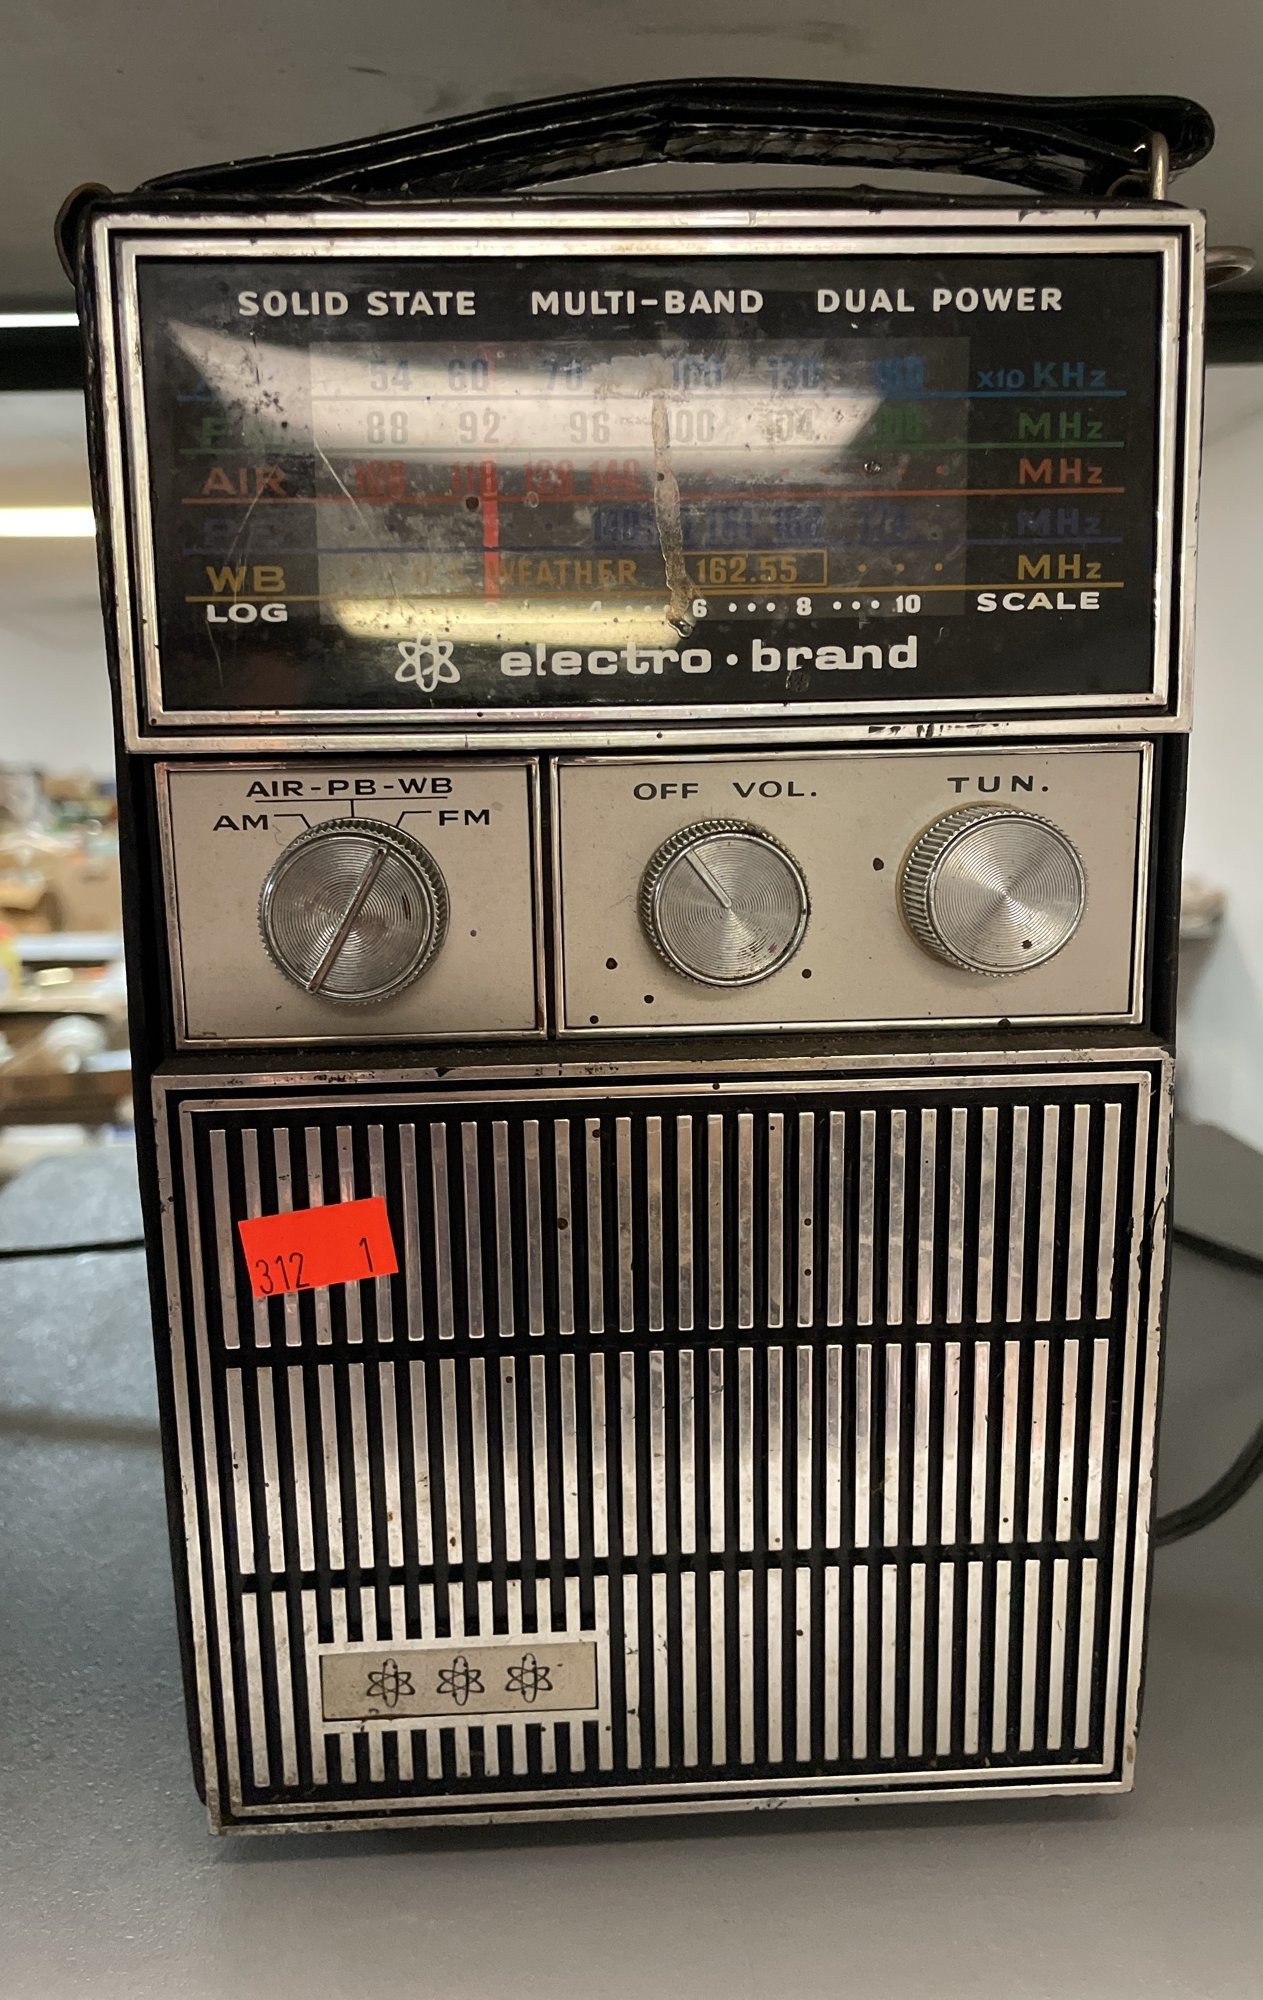 SOLID STATE MULTI-BAND DUAL POWER
54 60 70 100 130 160 x10 KHz
FM 88 92 96 100 104 108 MHz
AIR 108 118 128 140 MHz
MHz
WB WEATHER 162.55 MHz
LOG 4 6 8 10 SCALE
electro·brand
AIR-PB-WB
AM FM
OFF VOL. TUN.
312 1